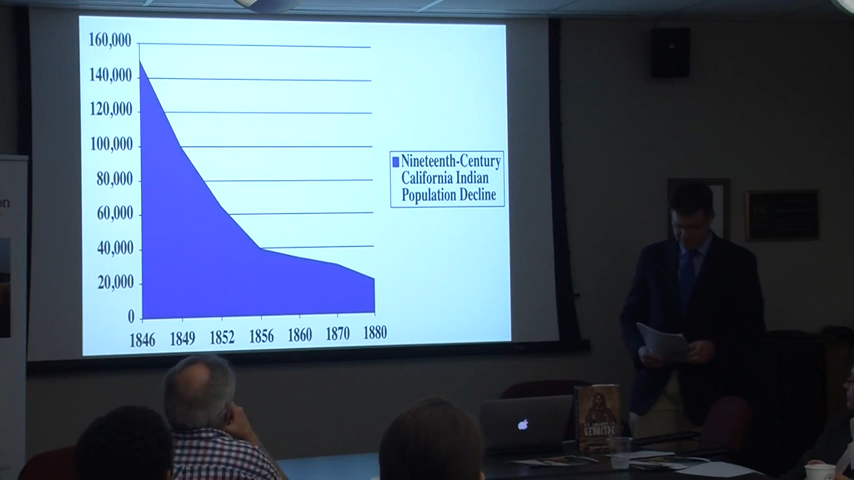 160,000
140,000
120,000
100,000
80,000
60,000
40,000
20,000
0
1846 1849 1852 1856 1860 1870 1880
Nineteenth-Century
California Indian
Population Decline
GENOCIDE